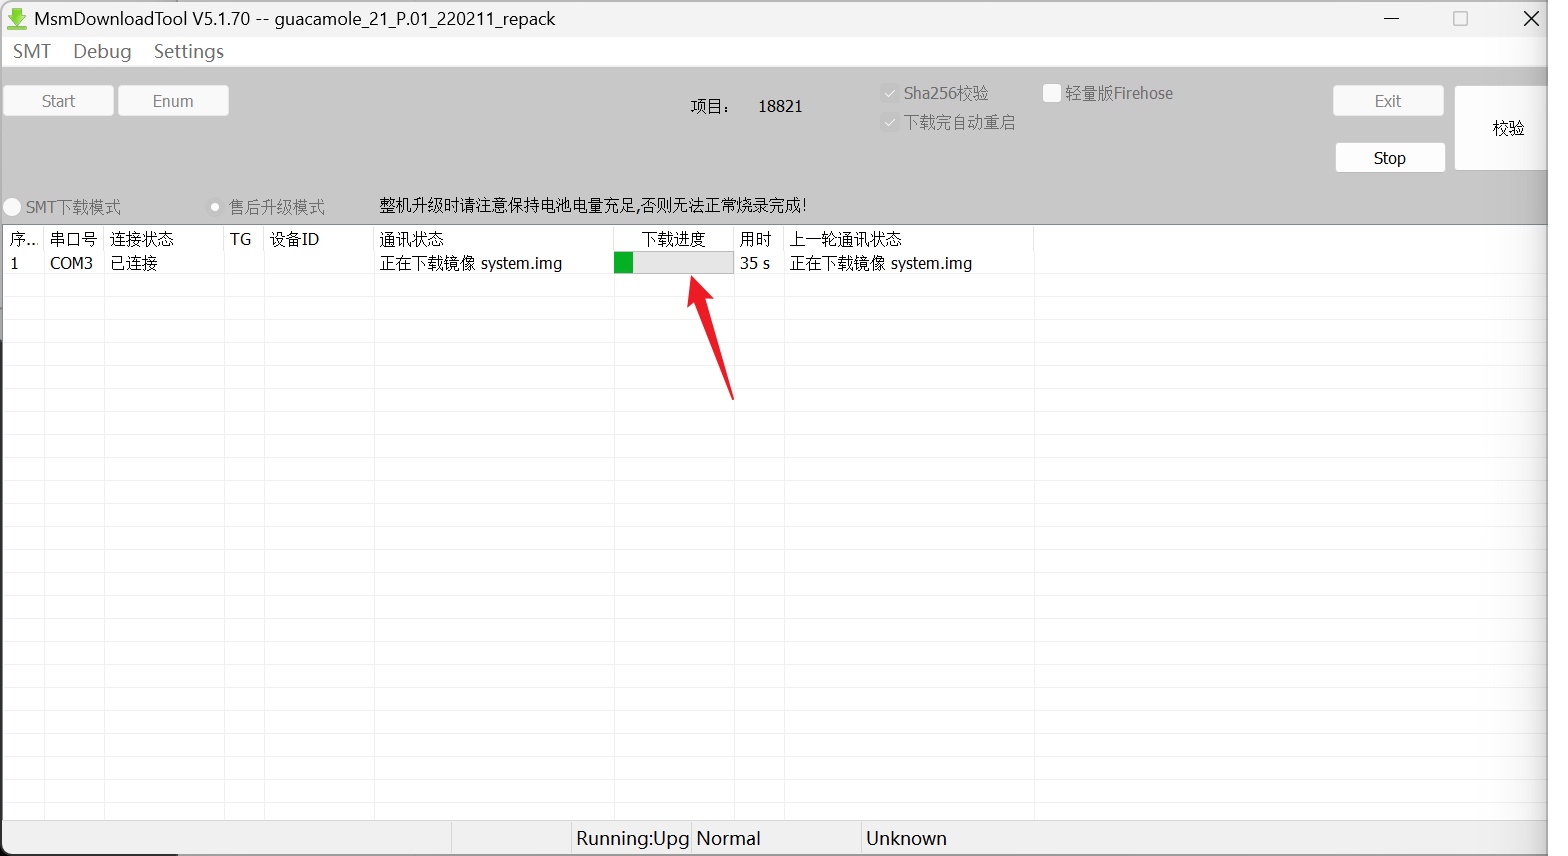 MsmDownloadTool V5.1.70 -- guacamole_21_P.01_220211_repack
SMT Debug Settings
Start Enum 项目: 18821 Sha256校验 轻量版Firehose Exit
下载完自动重启 校验
Stop
SMT下载模式 售后升级模式 整机升级时请注意保持电池电量充足,否则无法正常烧录完成!
序... 串口号 连接状态 TG 设备ID 通讯状态 下载进度 用时 上一轮通讯状态
1 COM3 已连接 正在下载镜像 system.img 35 s 正在下载镜像 system.img
Running:Upg Normal Unknown